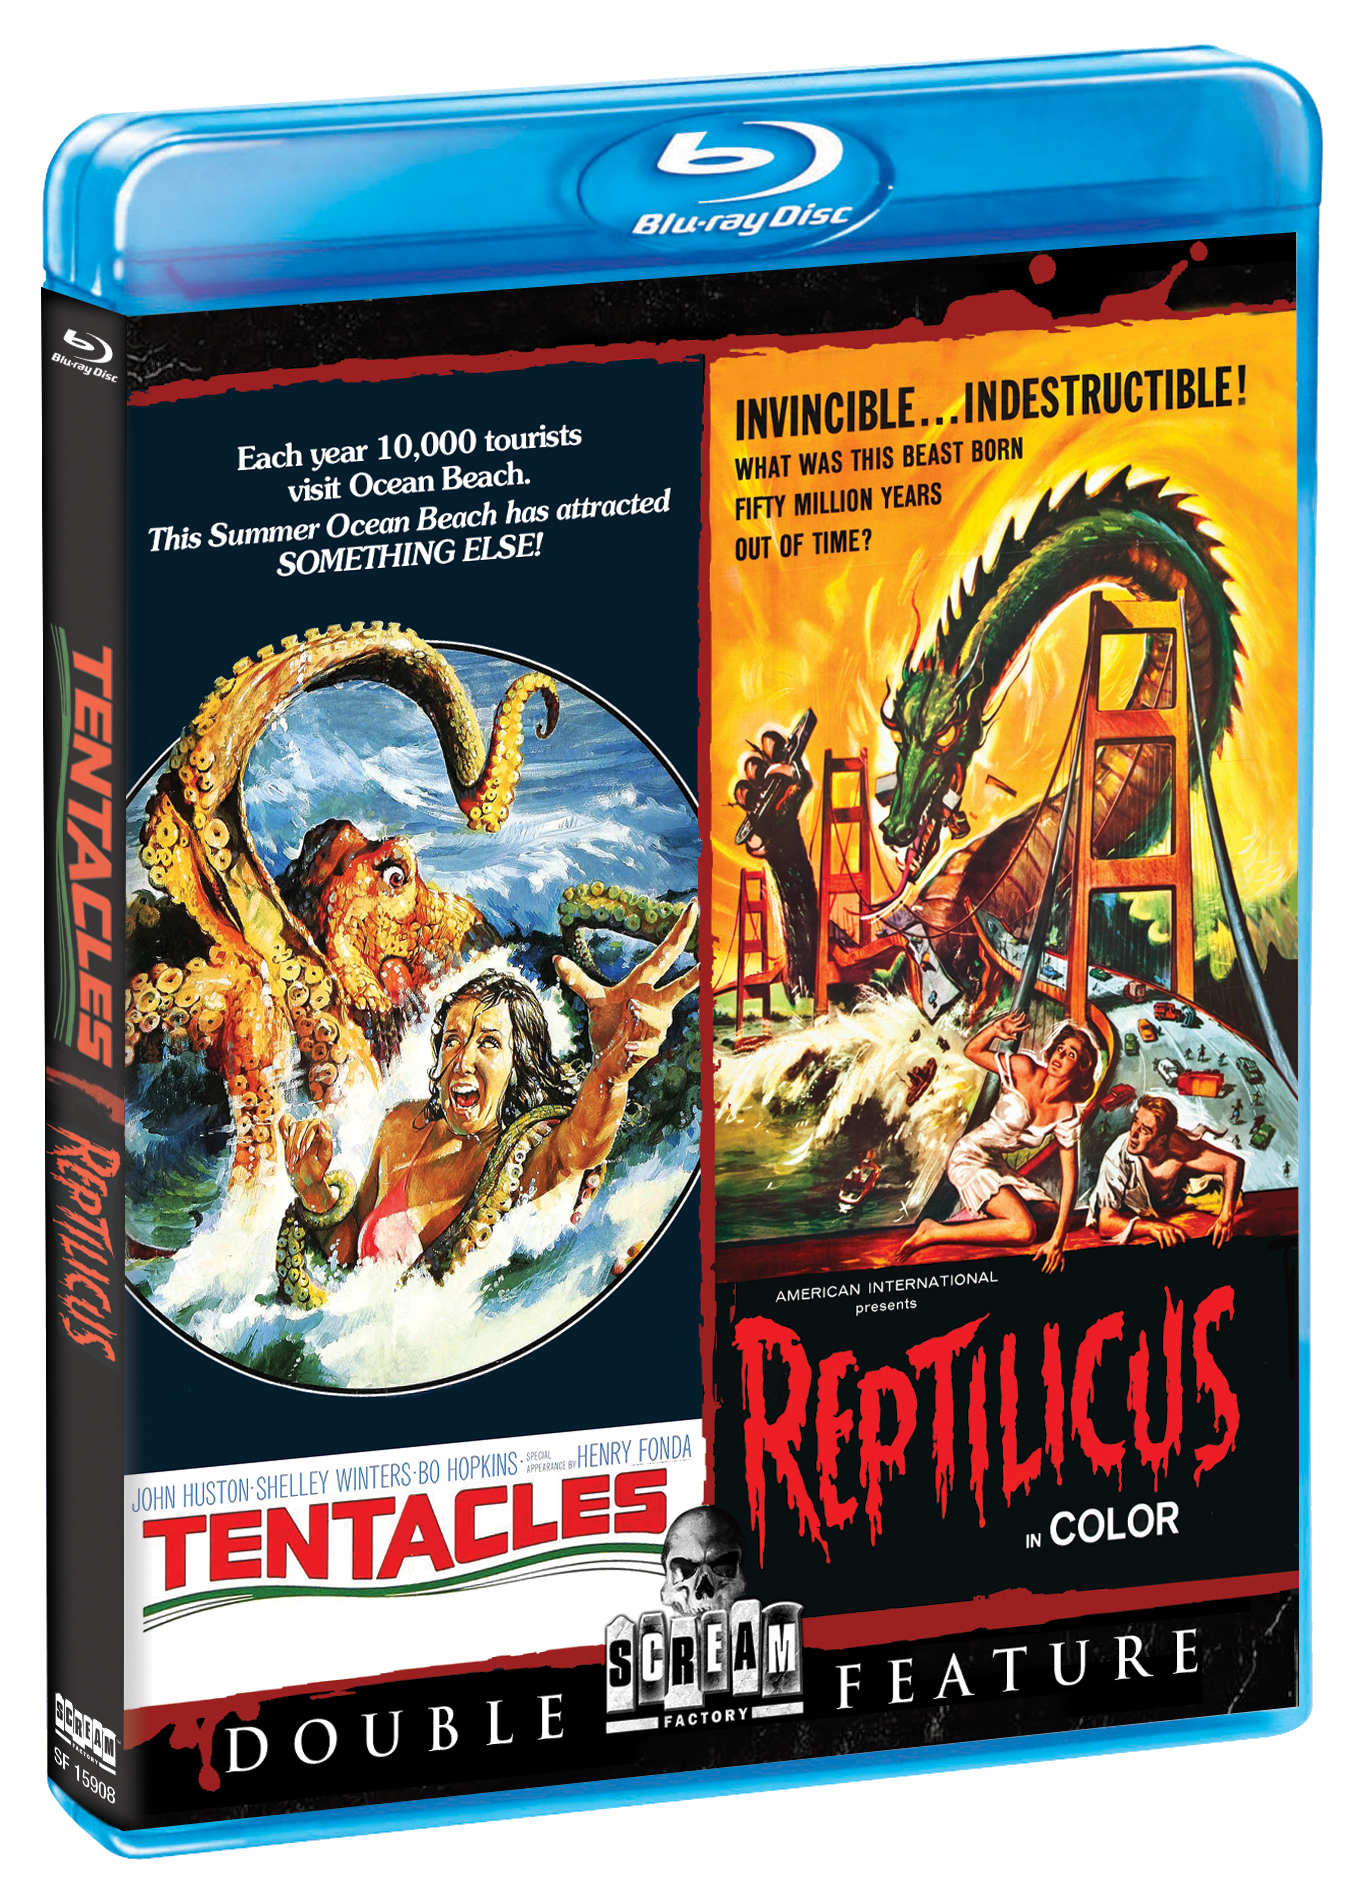 Blu-ray Disc
Blu-ray Disc
TENTACLES
REPTILICUS
SCREAM
FACTORY
SF 15908
Each year 10,000 tourists
visit Ocean Beach.
This Summer Ocean Beach has attracted
SOMETHING ELSE!
JOHN HUSTON·SHELLEY WINTERS·BO HOPKINS·SPECIAL APPEARANCE BY HENRY FONDA
TENTACLES
INVINCIBLE...INDESTRUCTIBLE!
WHAT WAS THIS BEAST BORN
FIFTY MILLION YEARS
OUT OF TIME?
AMERICAN INTERNATIONAL
presents
REPTILICUS
IN COLOR
SCREAM
FACTORY
DOUBLE FEATURE